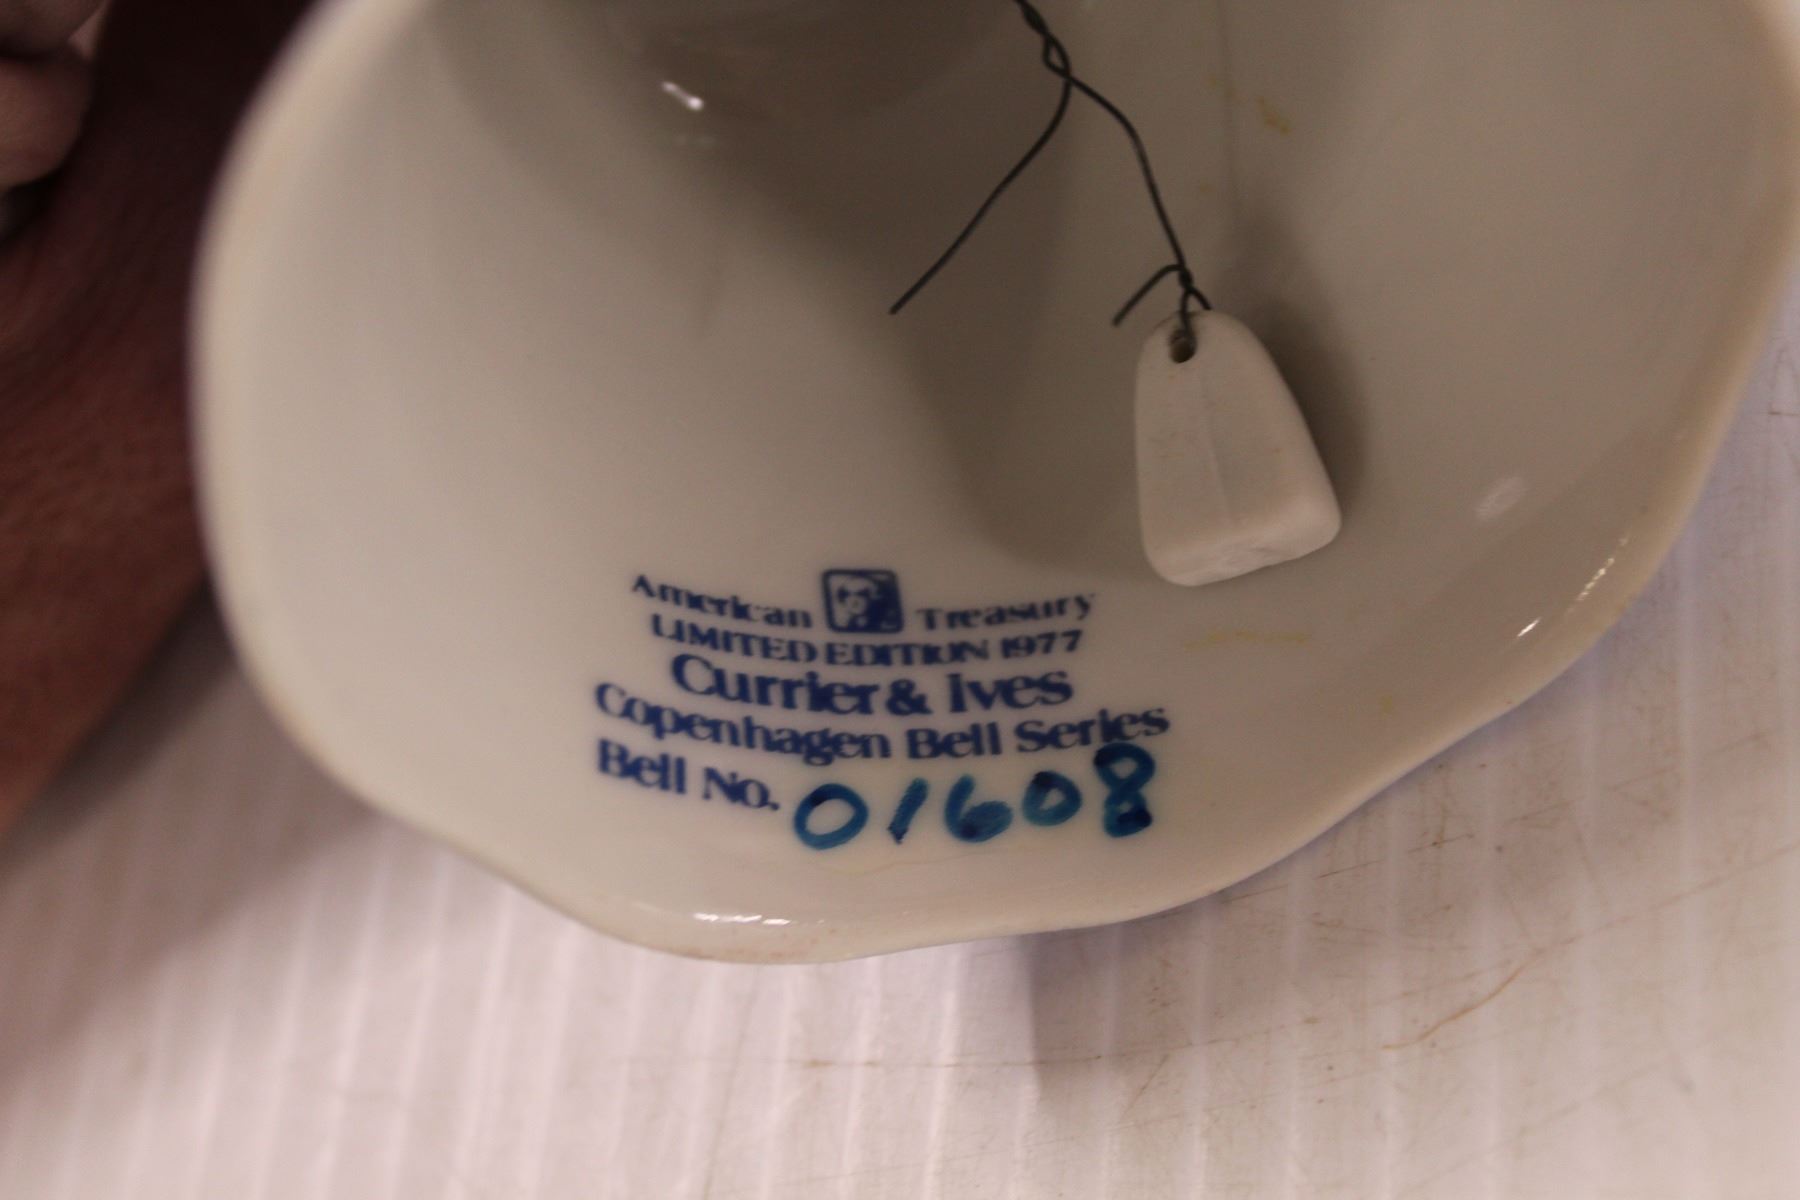 American Treasury
LIMITED EDITION 1977
Currier & Ives
Copenhagen Bell Series
Bell No. 01608